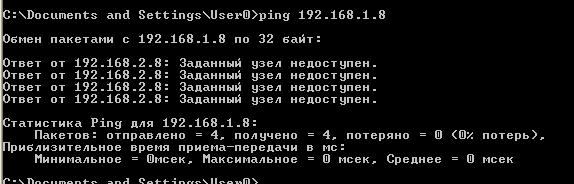 C:\Documents and Settings\User0>ping 192.168.1.8
Обмен пакетами с 192.168.1.8 по 32 байт:
Ответ от 192.168.2.8: Заданный узел недоступен.
Ответ от 192.168.2.8: Заданный узел недоступен.
Ответ от 192.168.2.8: Заданный узел недоступен.
Ответ от 192.168.2.8: Заданный узел недоступен.
Статистика Ping для 192.168.1.8:
Пакетов: отправлено = 4, получено = 4, потеряно = 0 (0% потерь),
Приблизительное время приема-передачи в мс:
Минимальное = 0мсек, Максимальное = 0 мсек, Среднее = 0 мсек
C:\Documents and Settings\User0>